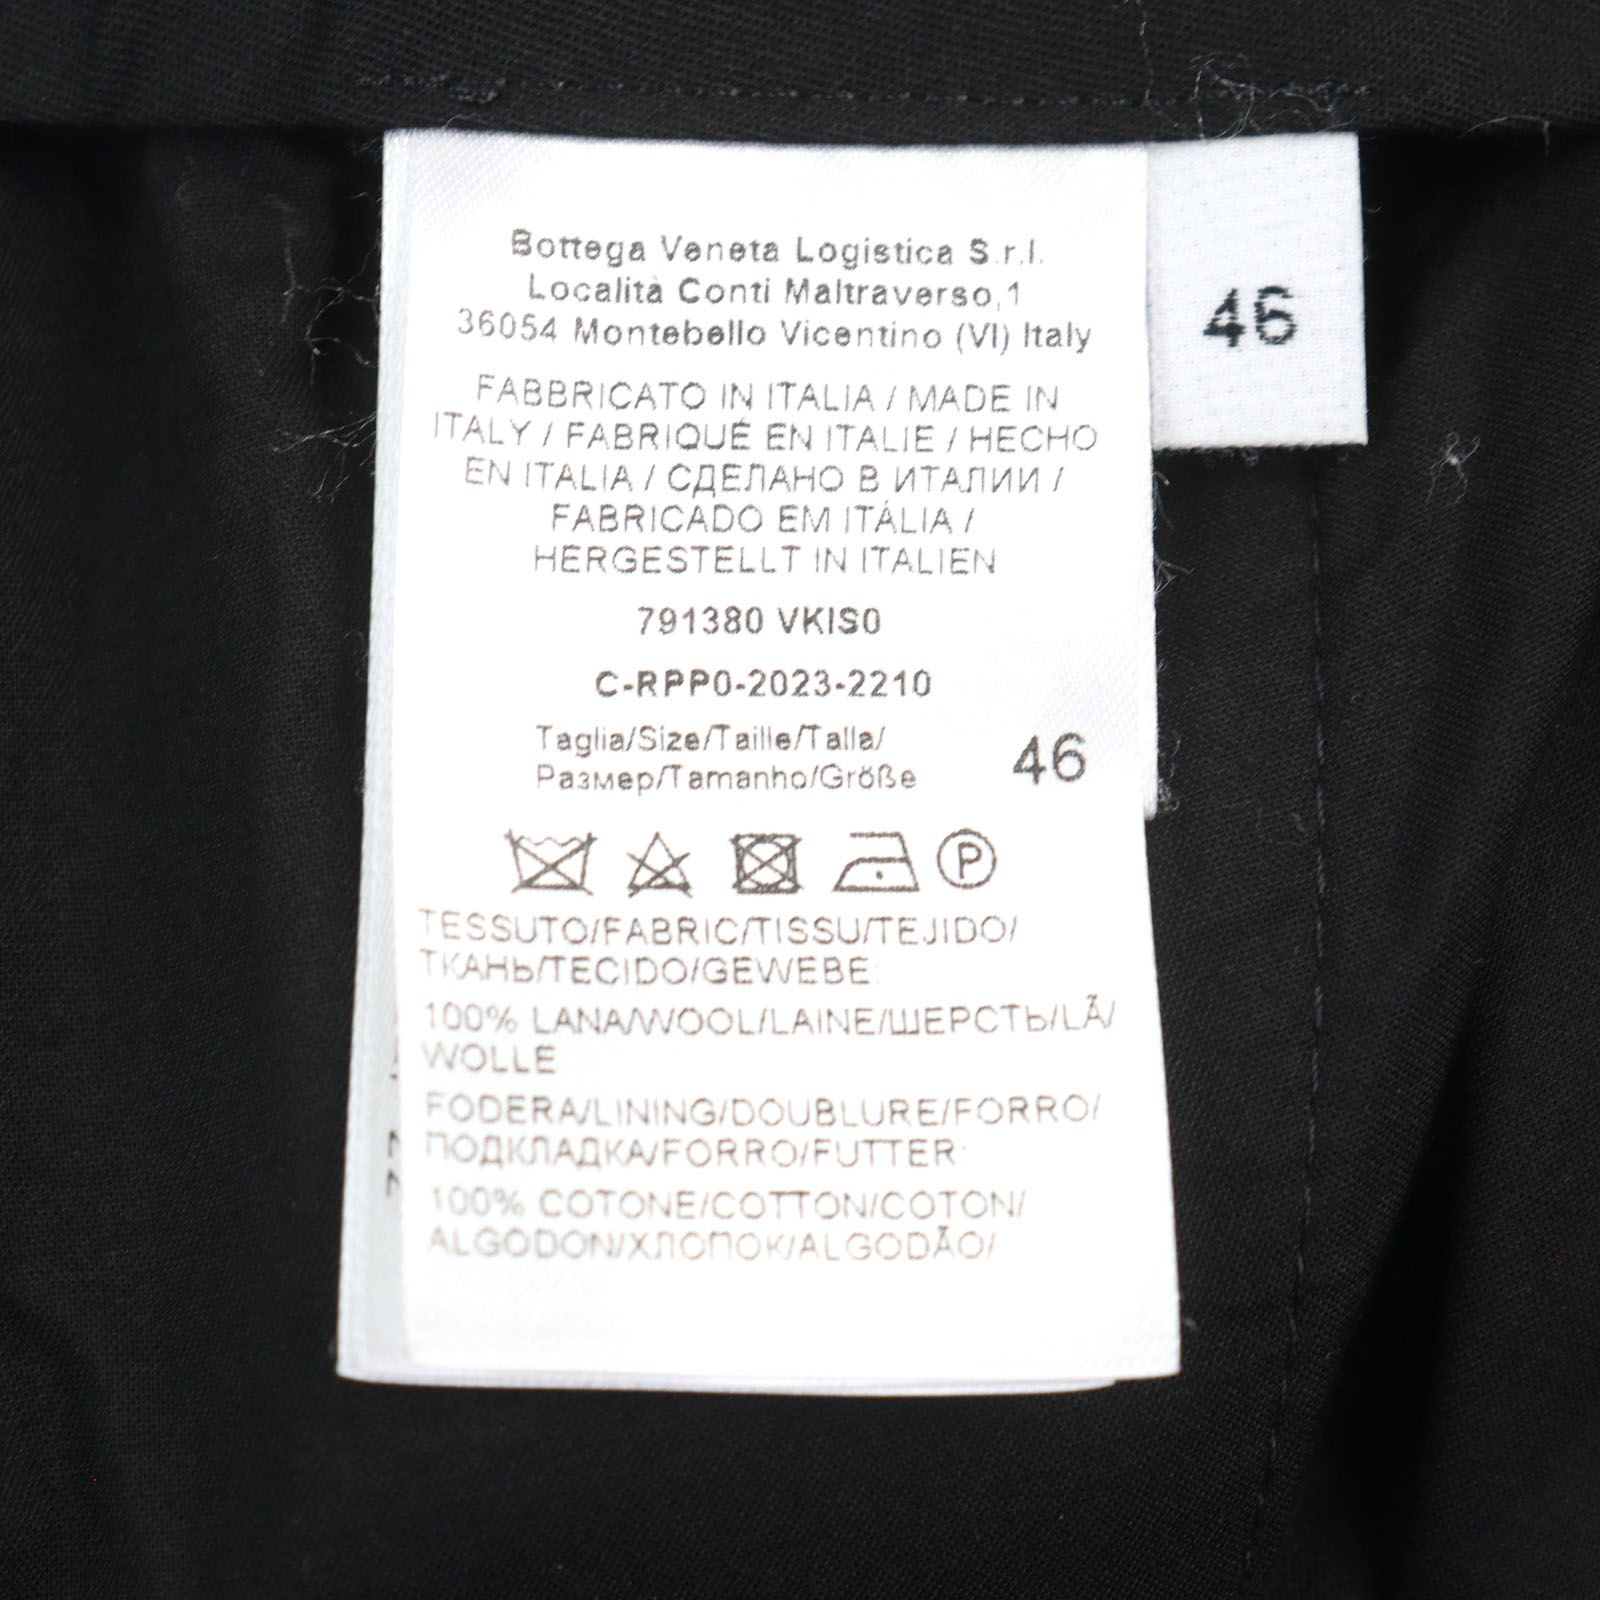 Bottega Veneta Logistica S.r.l.
Località Conti Maltraverso,1
36054 Montebello Vicentino (VI) Italy
46
FABBRICATO IN ITALIA / MADE IN
ITALY / FABRIQUÉ EN ITALIE / HECHO
EN ITALIA / СДЕЛАНО В ИТАЛИИ /
FABRICADO EM ITÁLIA /
HERGESTELLT IN ITALIEN
791380 VKIS0
C-RPP0-2023-2210
Taglia/Size/Taille/Talla/
Размер/Tamanho/Größe
46
P
TESSUTO/FABRIC/TISSU/TEJIDO/
ТКАНЬ/TECIDO/GEWEBE:
100% LANA/WOOL/LAINE/ШЕРСТЬ/LÃ/
WOLLE
FODERA/LINING/DOUBLURE/FORRO/
ПОДКЛАДКА/FORRO/FUTTER:
100% COTONE/COTTON/COTON/
ALGODON/ХЛОПОК/ALGODÃO/